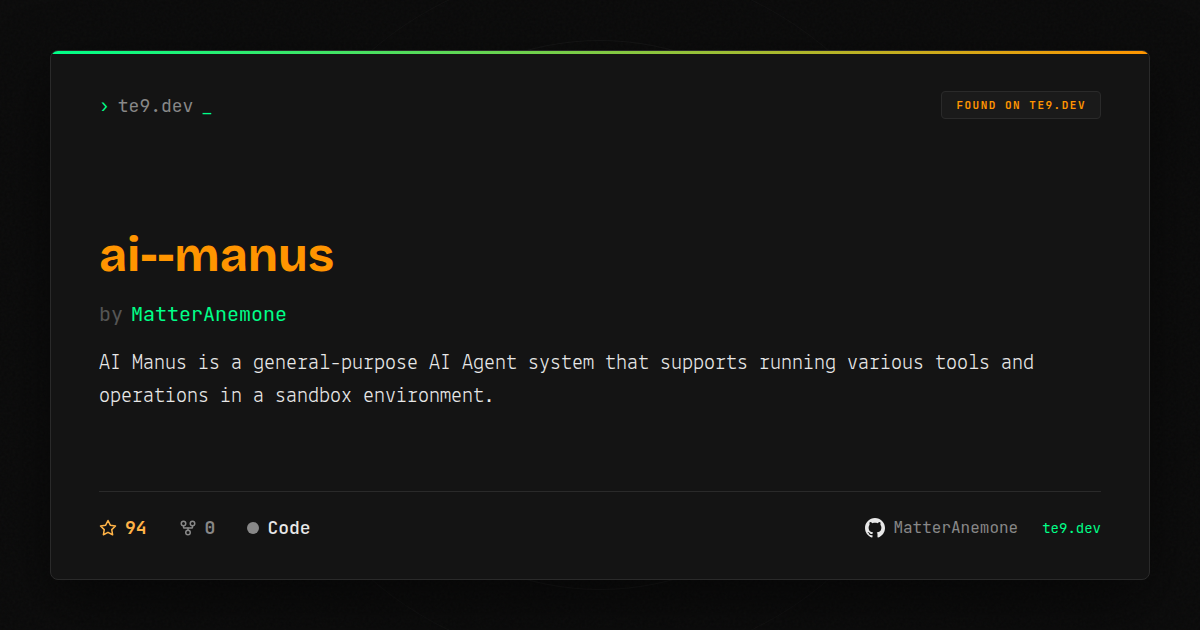 › te9.dev _
FOUND ON TE9.DEV
ai--manus
by MatterAnemone
AI Manus is a general-purpose AI Agent system that supports running various tools and
operations in a sandbox environment.
94 0 Code
MatterAnemone te9.dev